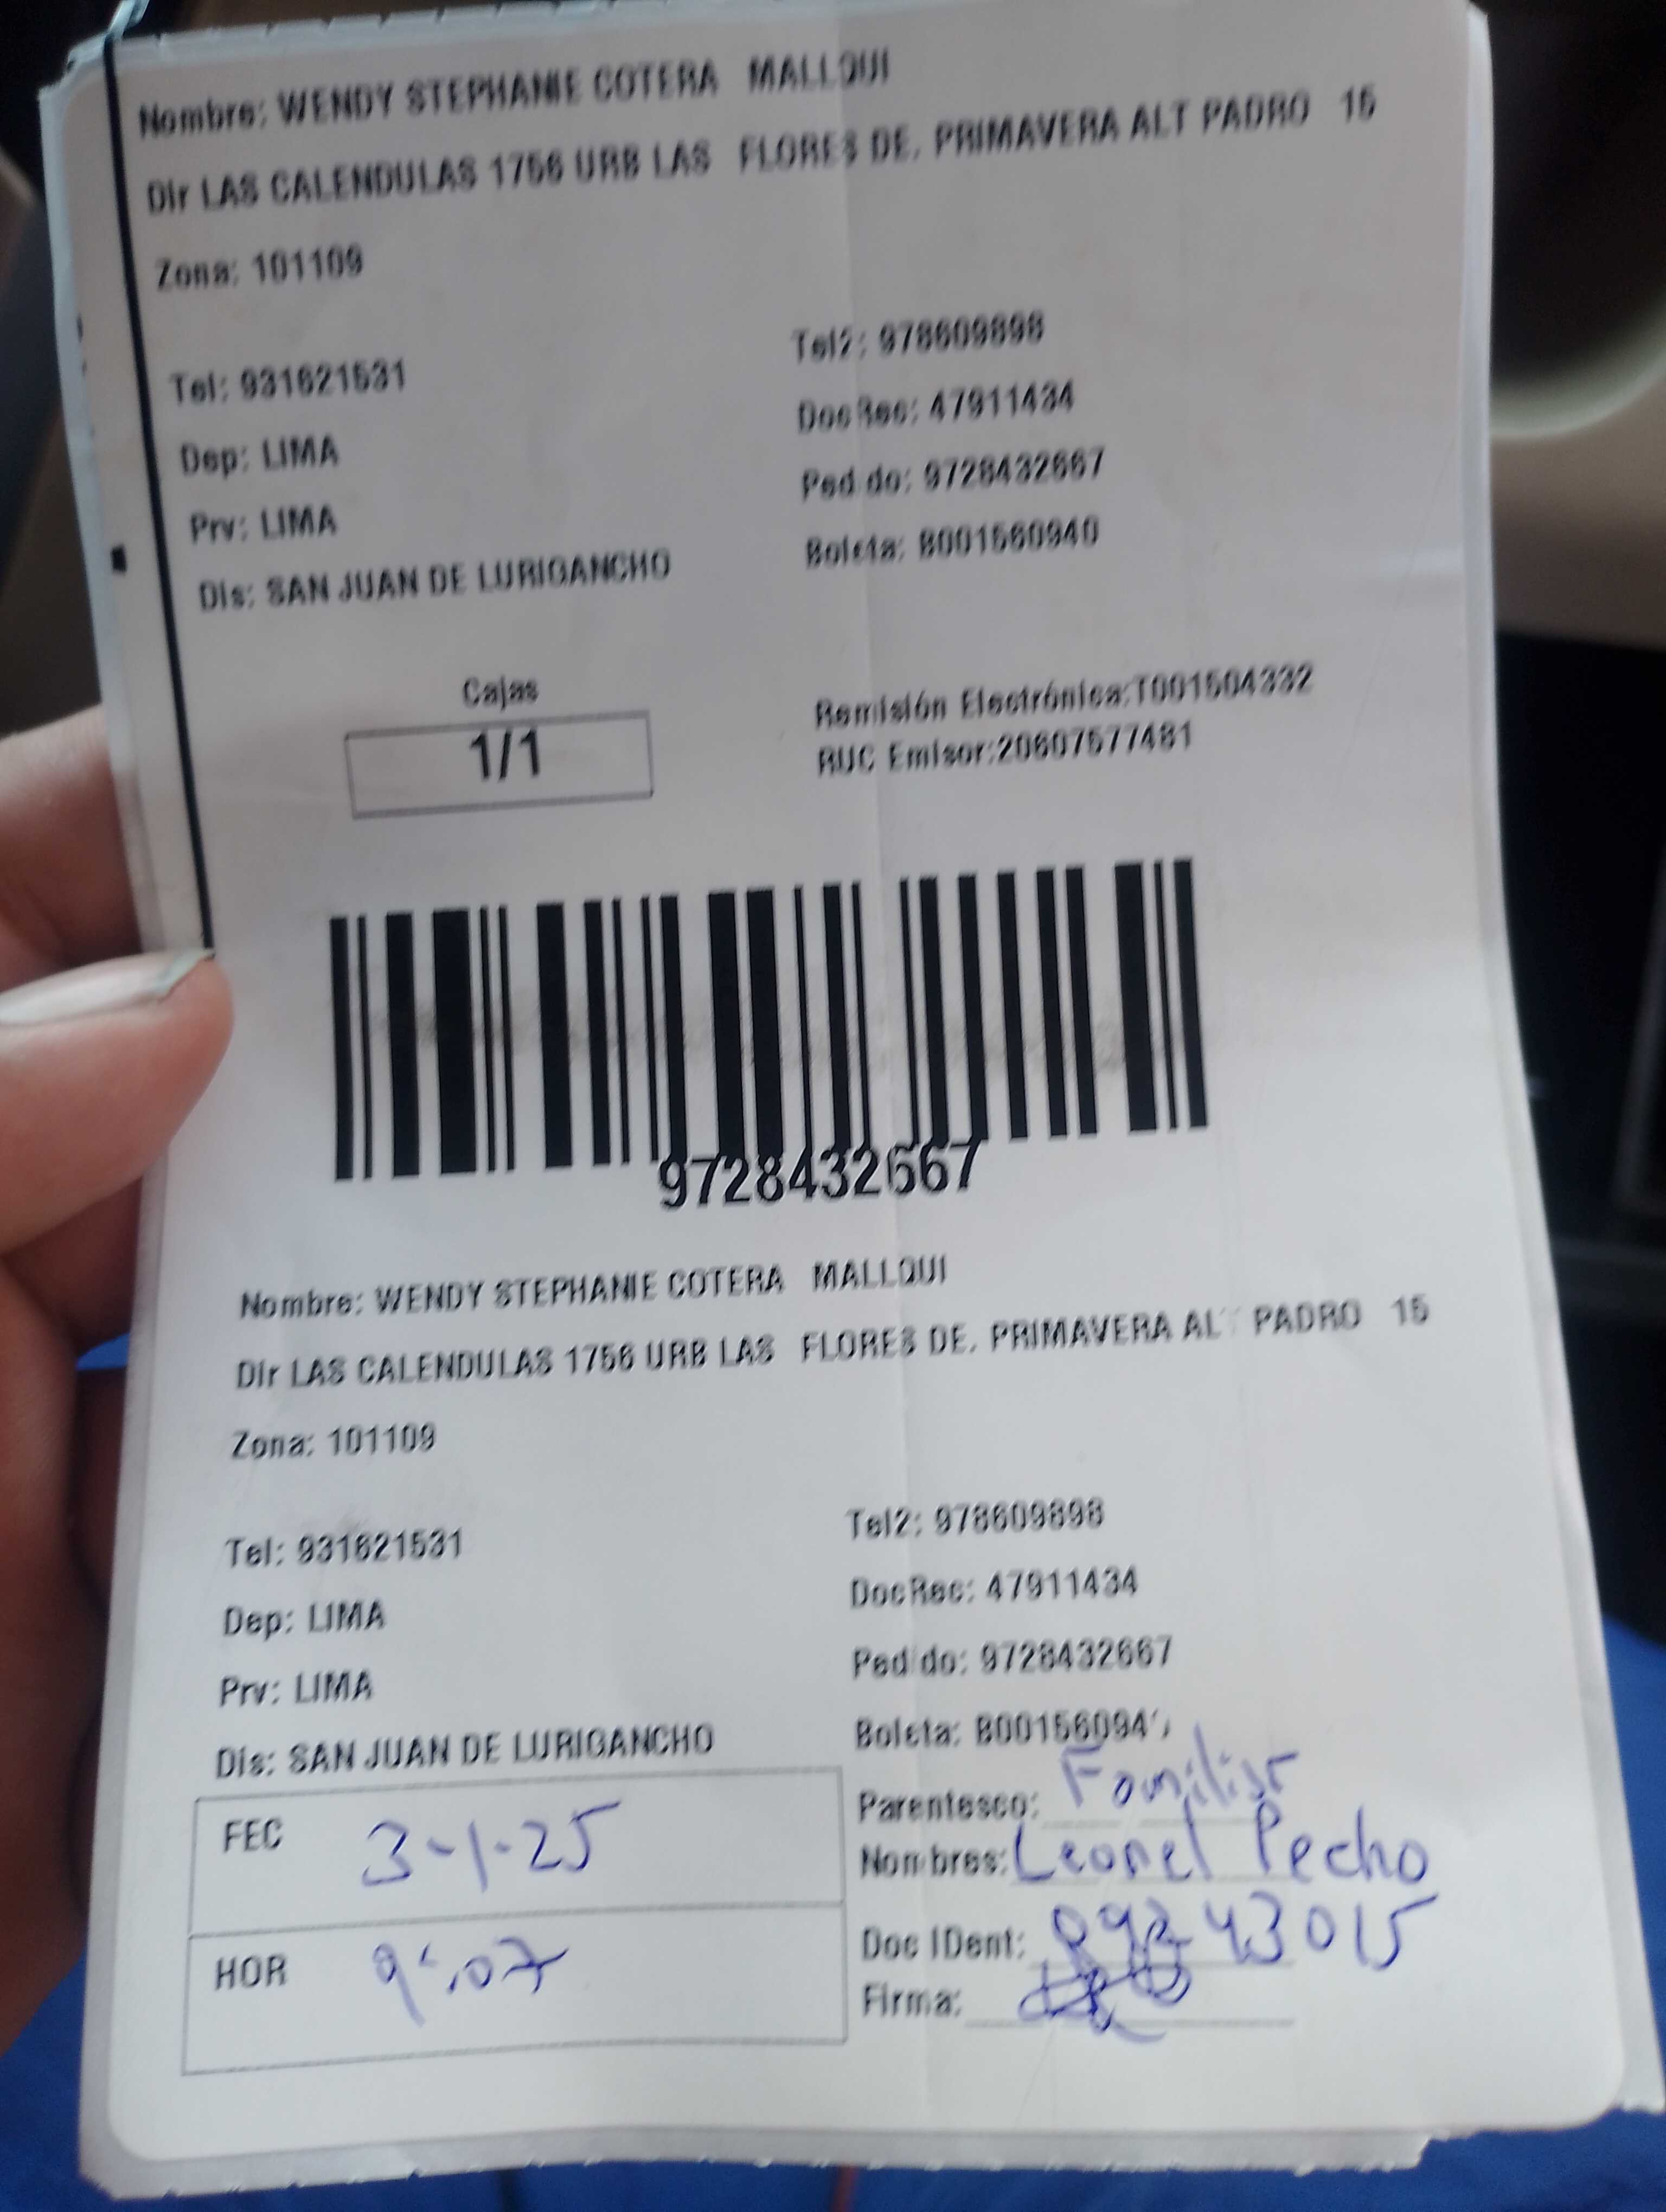 Nombre: WENDY STEPHANIE COTERA MALLQUI
Dir LAS CALENDULAS 1756 URB LAS FLORES DE. PRIMAVERA ALT PADRO 15
Zona: 101109
Tel: 931621531 Tel2: 978609898
DocRec: 47911434
Dep: LIMA
Pedido: 9728432667
Prv: LIMA
Boleta: B001560940
Dis: SAN JUAN DE LURIGANCHO
Cajas
1/1
Remisión Electrónica:T001504332
RUC Emisor:20607577481
9728432667
Nombre: WENDY STEPHANIE COTERA MALLQUI
Dir LAS CALENDULAS 1756 URB LAS FLORES DE. PRIMAVERA AL PADRO 15
Zona: 101109
Tel: 931621531 Tel2: 978609898
DocRec: 47911434
Dep: LIMA
Pedido: 9728432667
Prv: LIMA
Boleta: B00156094
Dis: SAN JUAN DE LURIGANCHO
FEC 3-1-25
Parentesco: Familiar
Nombres: Leonel Pecho
HOR 9:07
Doc IDent:
Firma: